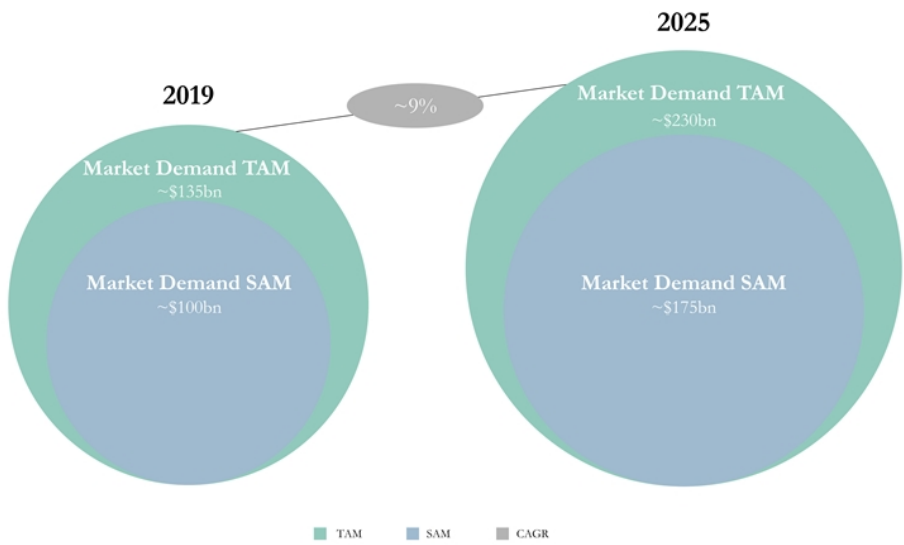 2025
2019
~9%
Market Demand TAM
~$230bn
Market Demand TAM
~$135bn
Market Demand SAM
~$100bn
Market Demand SAM
~$175bn
TAM
SAM
CAGR